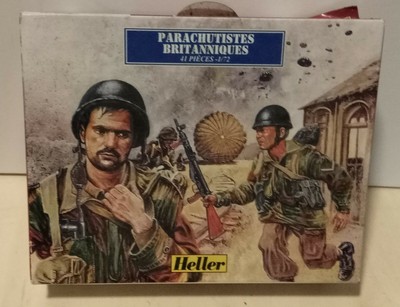 PARACHUTISTES
BRITANNIQUES
41 PIÈCES - 1/72
Heller